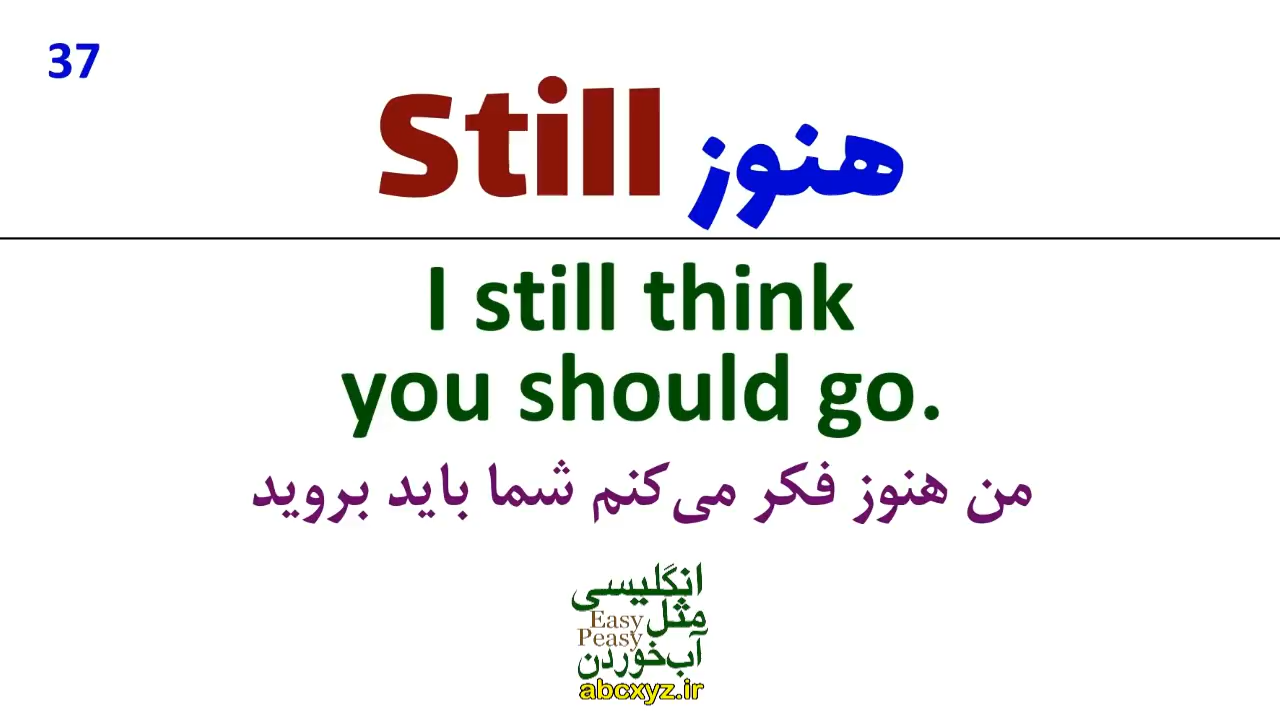 37
Still هنوز
I still think
you should go.
من هنوز فکر می‌کنم شما باید بروید
انگلیسی
مثل
Easy
Peasy
آب‌خوردن
abcxyz.ir